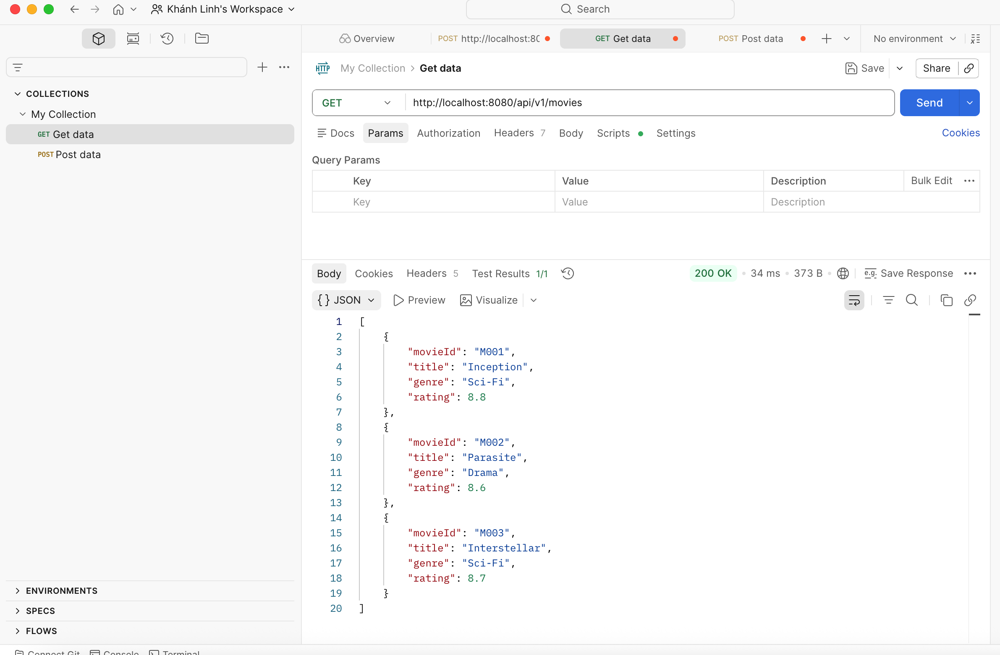 Khánh Linh's Workspace
Search
Overview
POST http://localhost:80
GET Get data
POST Post data
No environment
HTTP My Collection > Get data
Save
Share
COLLECTIONS
My Collection
GET Get data
POST Post data
GET http://localhost:8080/api/v1/movies
Send
Docs Params Authorization Headers 7 Body Scripts Settings Cookies
Query Params
Key Value Description Bulk Edit
Key Value Description
Body Cookies Headers 5 Test Results 1/1
200 OK • 34 ms • 373 B • e.g. Save Response
{} JSON Preview Visualize
1 [
2 {
3 "movieId": "M001",
4 "title": "Inception",
5 "genre": "Sci-Fi",
6 "rating": 8.8
7 },
8 {
9 "movieId": "M002",
10 "title": "Parasite",
11 "genre": "Drama",
12 "rating": 8.6
13 },
14 {
15 "movieId": "M003",
16 "title": "Interstellar",
17 "genre": "Sci-Fi",
18 "rating": 8.7
19 }
20 ]
ENVIRONMENTS
SPECS
FLOWS
Connect Git Console Terminal